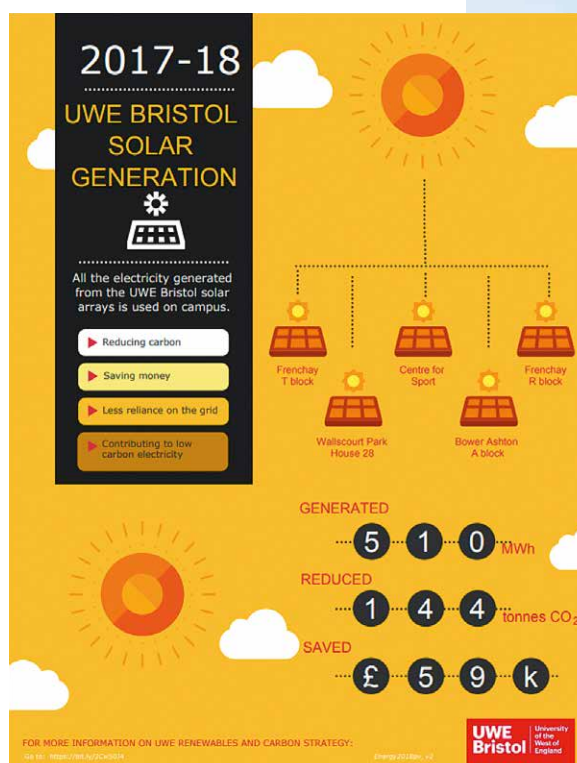 2017-18
UWE BRISTOL
SOLAR
GENERATION
All the electricity generated
from the UWE Bristol solar
arrays is used on campus.
Reducing carbon
Saving money
Less reliance on the grid
Contributing to low
carbon electricity
Frenchay
T block
Centre for
Sport
Frenchay
R block
Wallscourt Park
House 28
Bower Ashton
A block
GENERATED
510 MWh
REDUCED
144 tonnes CO2
SAVED
£59k
FOR MORE INFORMATION ON UWE RENEWABLES AND CARBON STRATEGY:
Go to:
UWE
Bristol
University
of the
West of
England